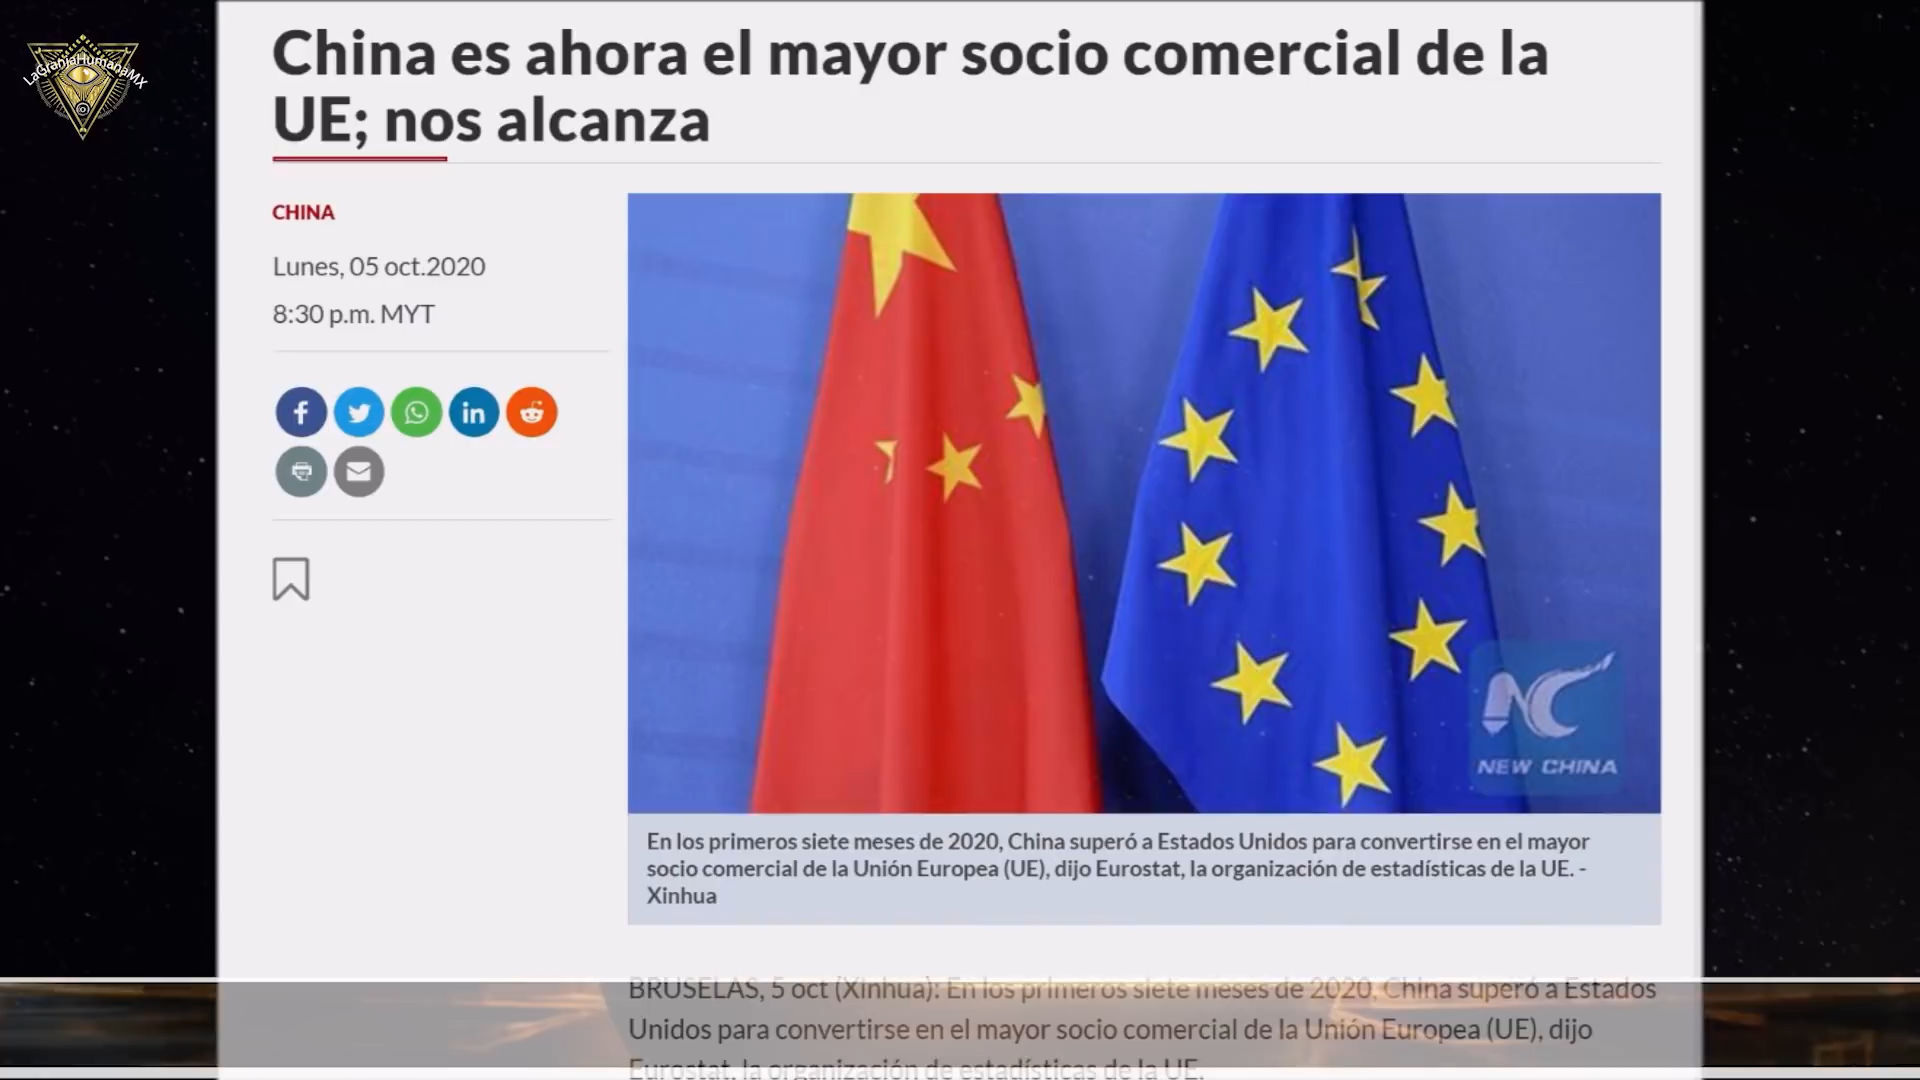 LaGranjaHumanaMX
China es ahora el mayor socio comercial de la
UE; nos alcanza
CHINA
Lunes, 05 oct.2020
8:30 p.m. MYT
NC
NEW CHINA
En los primeros siete meses de 2020, China superó a Estados Unidos para convertirse en el mayor
socio comercial de la Unión Europea (UE), dijo Eurostat, la organización de estadísticas de la UE. -
Xinhua
BRUSELAS, 5 oct (Xinhua): En los primeros siete meses de 2020, China superó a Estados
Unidos para convertirse en el mayor socio comercial de la Unión Europea (UE), dijo
Eurostat, la organización de estadísticas de la UE.